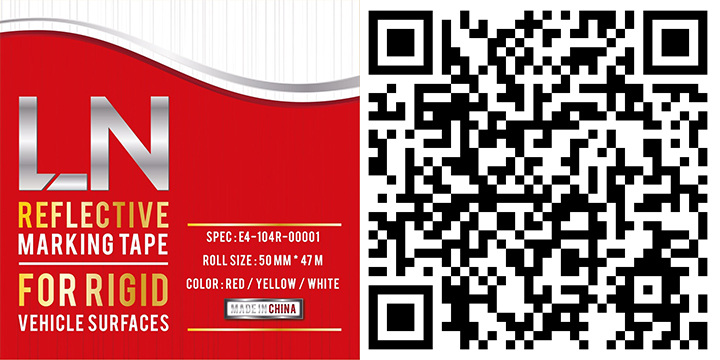 LN
REFLECTIVE
MARKING TAPE
FOR RIGID
VEHICLE SURFACES
SPEC : E4-104R-00001
ROLL SIZE : 50 MM * 47 M
COLOR : RED / YELLOW / WHITE
MADE IN CHINA